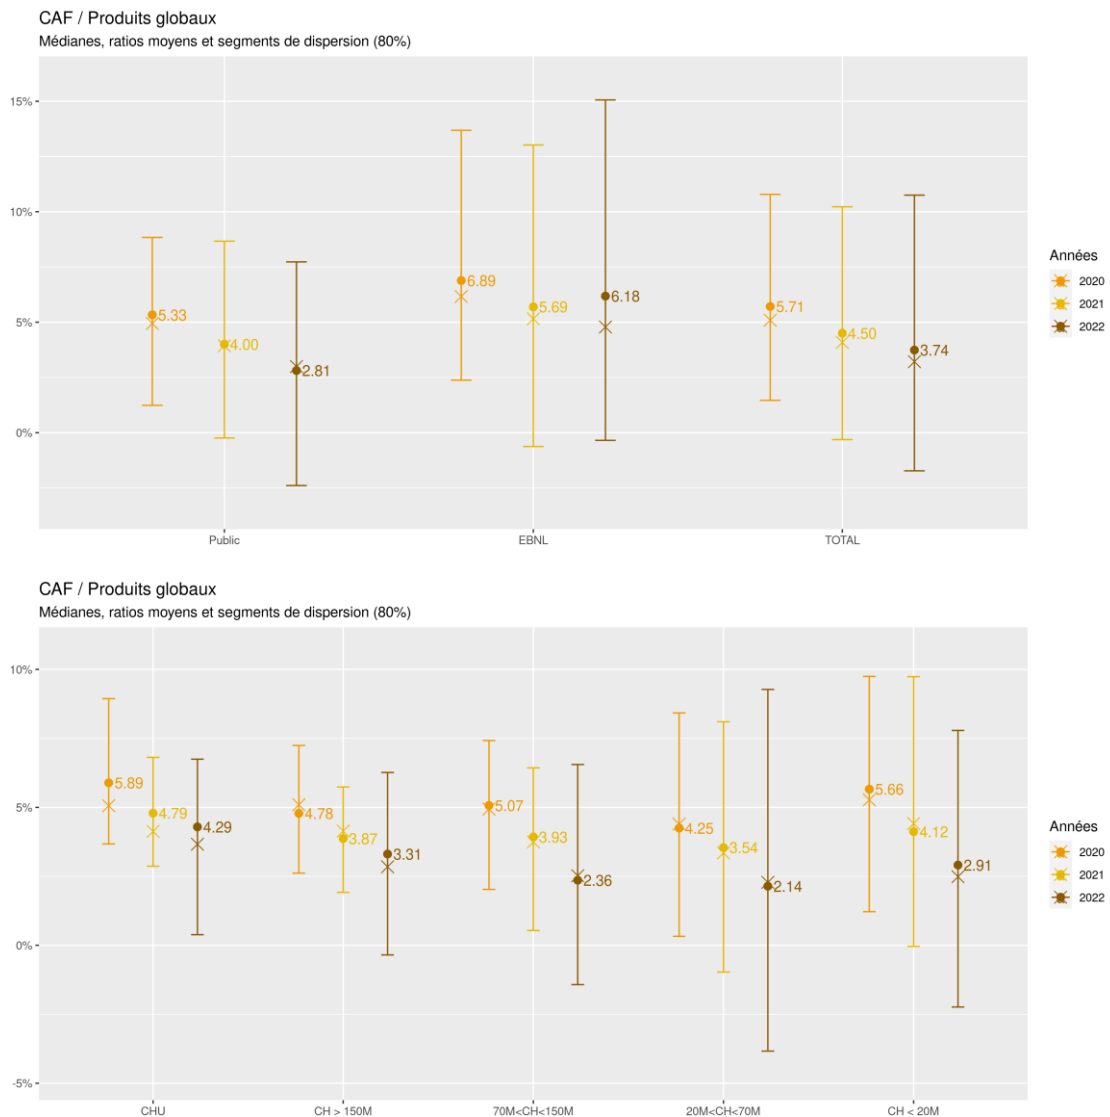 CAF / Produits globaux
Médianes, ratios moyens et segments de dispersion (80%)
15%
10%
5%
0%
5.33
4.00
2.81
6.89
5.69
6.18
5.71
4.50
3.74
Public
EBNL
TOTAL
Années
2020
2021
2022
CAF / Produits globaux
Médianes, ratios moyens et segments de dispersion (80%)
10%
5%
0%
-5%
5.89
4.79
4.29
4.78
3.87
3.31
5.07
3.93
2.36
4.25
3.54
2.14
5.66
4.12
2.91
CHU
CH > 150M
70M<CH<150M
20M<CH<70M
CH < 20M
Années
2020
2021
2022